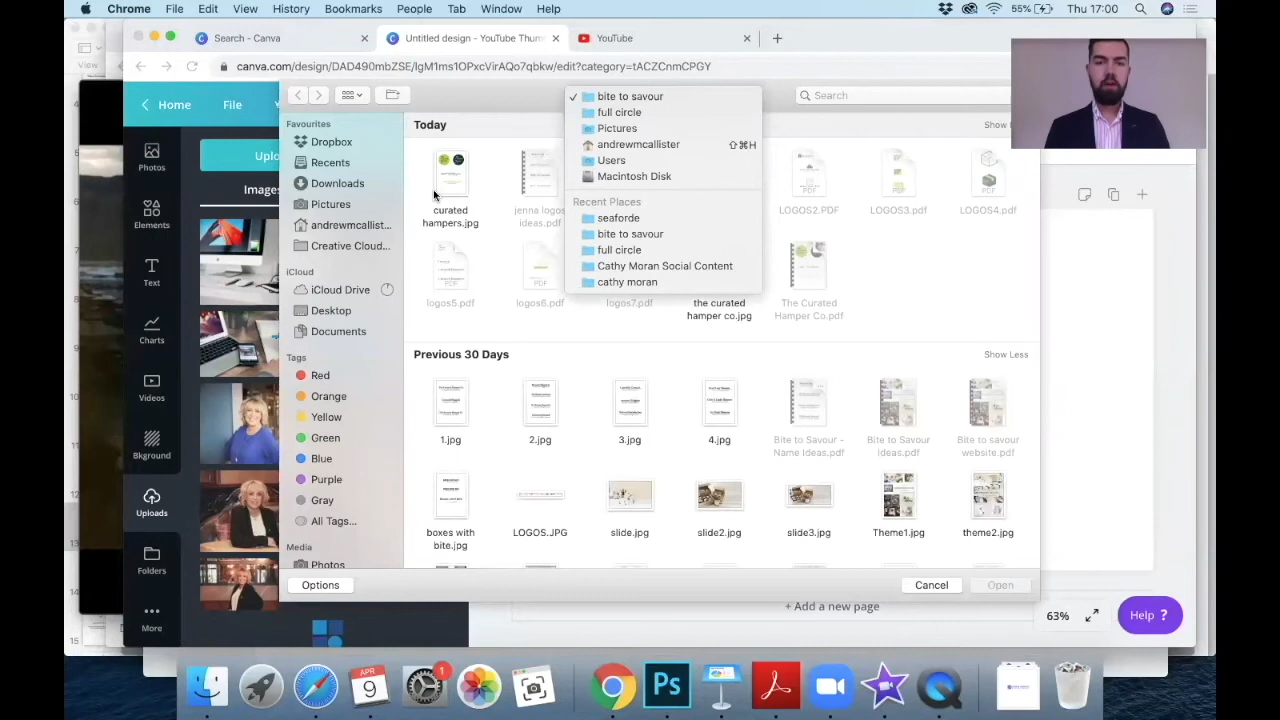 Chrome File Edit View History Bookmarks People Tab Window Help 55% Thu 17:00
View
Search - Canva
Untitled design - YouTube Thum
YouTube
Home File
Photos
Elements
Text
Charts
Videos
Bkground
Uploads
Folders
More
Uplo
Images
Favourites
Dropbox
Recents
Downloads
Pictures
andrewmcallist...
Creative Cloud...
iCloud
iCloud Drive
Desktop
Documents
Tags
Red
Orange
Yellow
Green
Blue
Purple
Gray
All Tags...
Media
Photos
Search
bite to savour
full circle
Pictures
andrewmcallister ⇧⌘H
Users
Macintosh Disk
Recent Places
seaforde
bite to savour
full circle
Cathy Moran Social Content
cathy moran
Today
curated
hampers.jpg
jenna logos
ideas.pdf
LOGOS2.PDF
LOGOS3.pdf
LOGOS4.pdf
logos5.pdf
logos6.pdf
logos7.pdf
the curated
hamper co.jpg
The Curated
Hamper Co.pdf
Previous 30 Days Show Less
1.jpg
2.jpg
3.jpg
4.jpg
Bite to Savour -
Name Ideas.pdf
Bite to Savour
ideas.pdf
Bite to savour
website.pdf
boxes with
bite.jpg
LOGOS.JPG
slide.jpg
slide2.jpg
slide3.jpg
Theme1.jpg
theme2.jpg
Options Cancel Open
+ Add a new page
63%
Help ?
APR
9
1
Ps